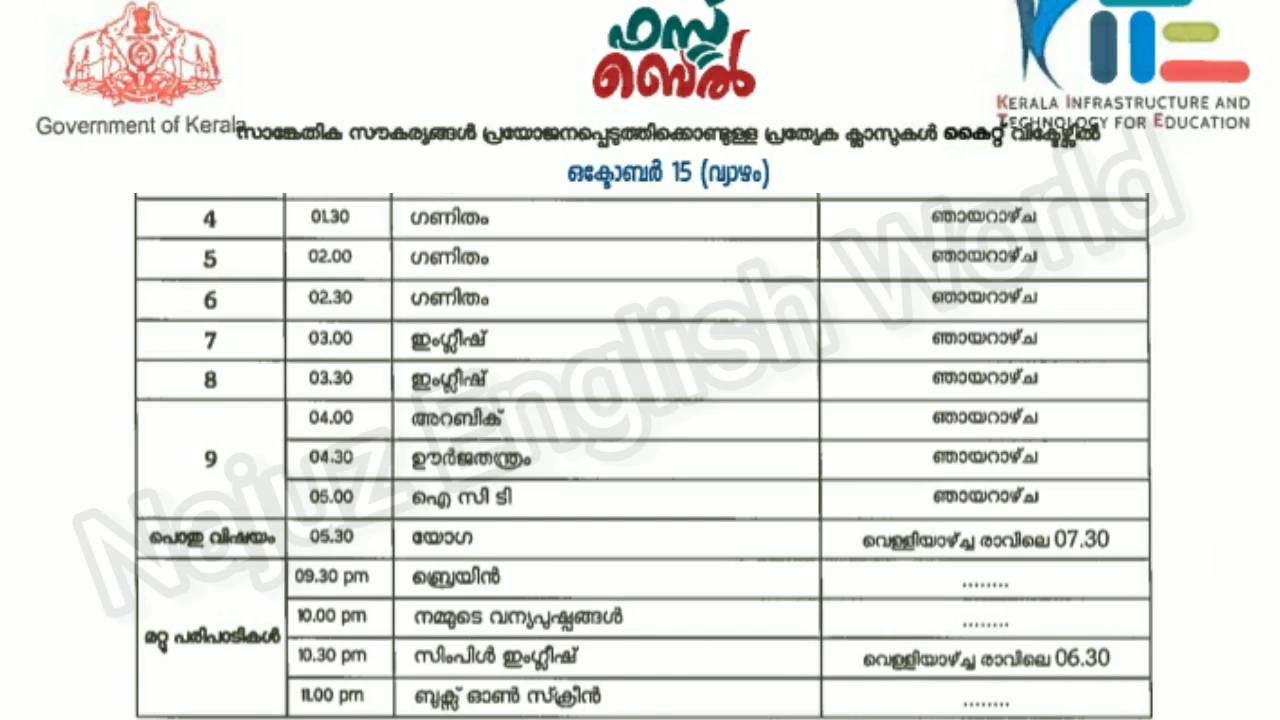 ഫസ്റ്റ്
ബെൽ
Government of Kerala
KERALA INFRASTRUCTURE AND
TECHNOLOGY FOR EDUCATION
സാങ്കേതിക സൗകര്യങ്ങൾ പ്രയോജനപ്പെടുത്തിക്കൊണ്ടുള്ള പ്രത്യേക ക്ലാസുകൾ കൈറ്റ് വിക്ടേഴ്സിൽ
ഒക്ടോബർ 15 (വ്യാഴം)
4 01.30 ഗണിതം ഞായറാഴ്ച
5 02.00 ഗണിതം ഞായറാഴ്ച
6 02.30 ഗണിതം ഞായറാഴ്ച
7 03.00 ഇംഗ്ലീഷ് ഞായറാഴ്ച
8 03.30 ഇംഗ്ലീഷ് ഞായറാഴ്ച
04.00 അറബിക് ഞായറാഴ്ച
9 04.30 ഊർജതന്ത്രം ഞായറാഴ്ച
05.00 ഐ സി ടി ഞായറാഴ്ച
പൊതു വിഷയം 05.30 യോഗ വെള്ളിയാഴ്ച്ച രാവിലെ 07.30
09.30 pm ബ്രെയിൻ ........
10.00 pm നമ്മുടെ വന്യപുഷ്പങ്ങൾ ........
മറ്റു പരിപാടികൾ 10.30 pm സിംപിൾ ഇംഗ്ലീഷ് വെള്ളിയാഴ്ച്ച രാവിലെ 06.30
11.00 pm ബുക്സ് ഓൺ സ്ക്രീൻ ........
Najuz English World